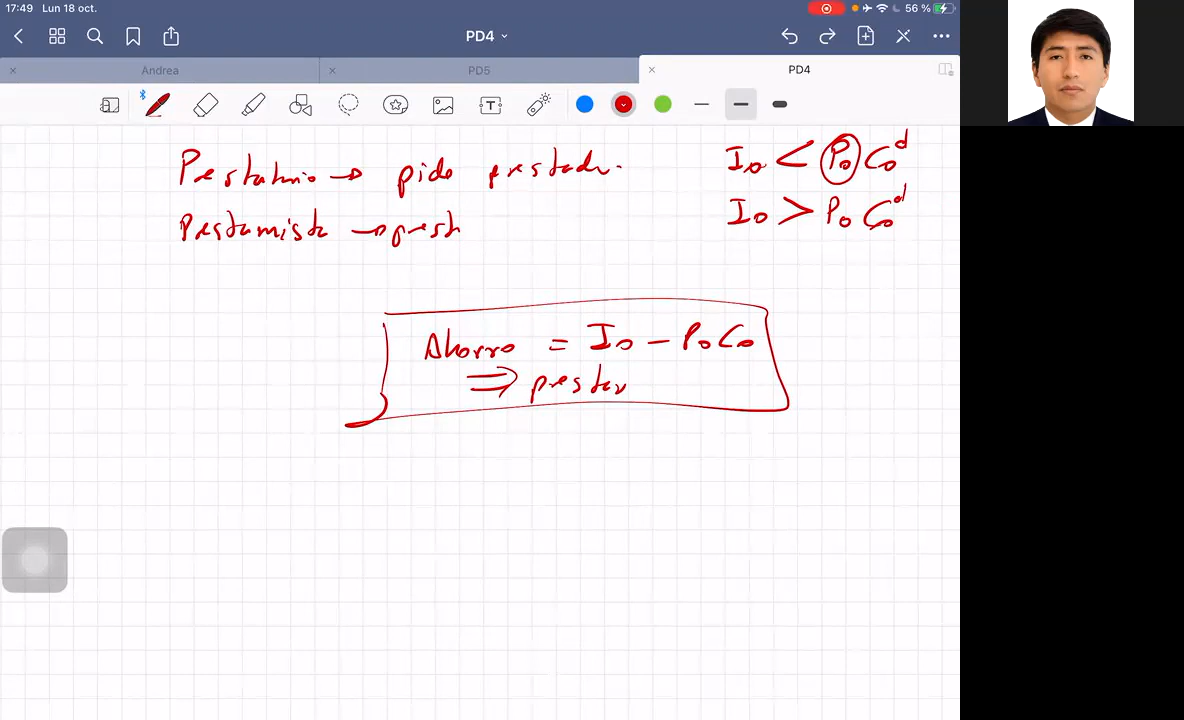 17:49 Lun 18 oct. 56 %
PD4
Andrea PD5 PD4
Prestatario → pide prestado. I₀ < P₀ C₀ᵈ
Prestamista → presta I₀ > P₀ C₀ᵈ
Ahorro = I₀ - P₀C₀
⇒ prestar